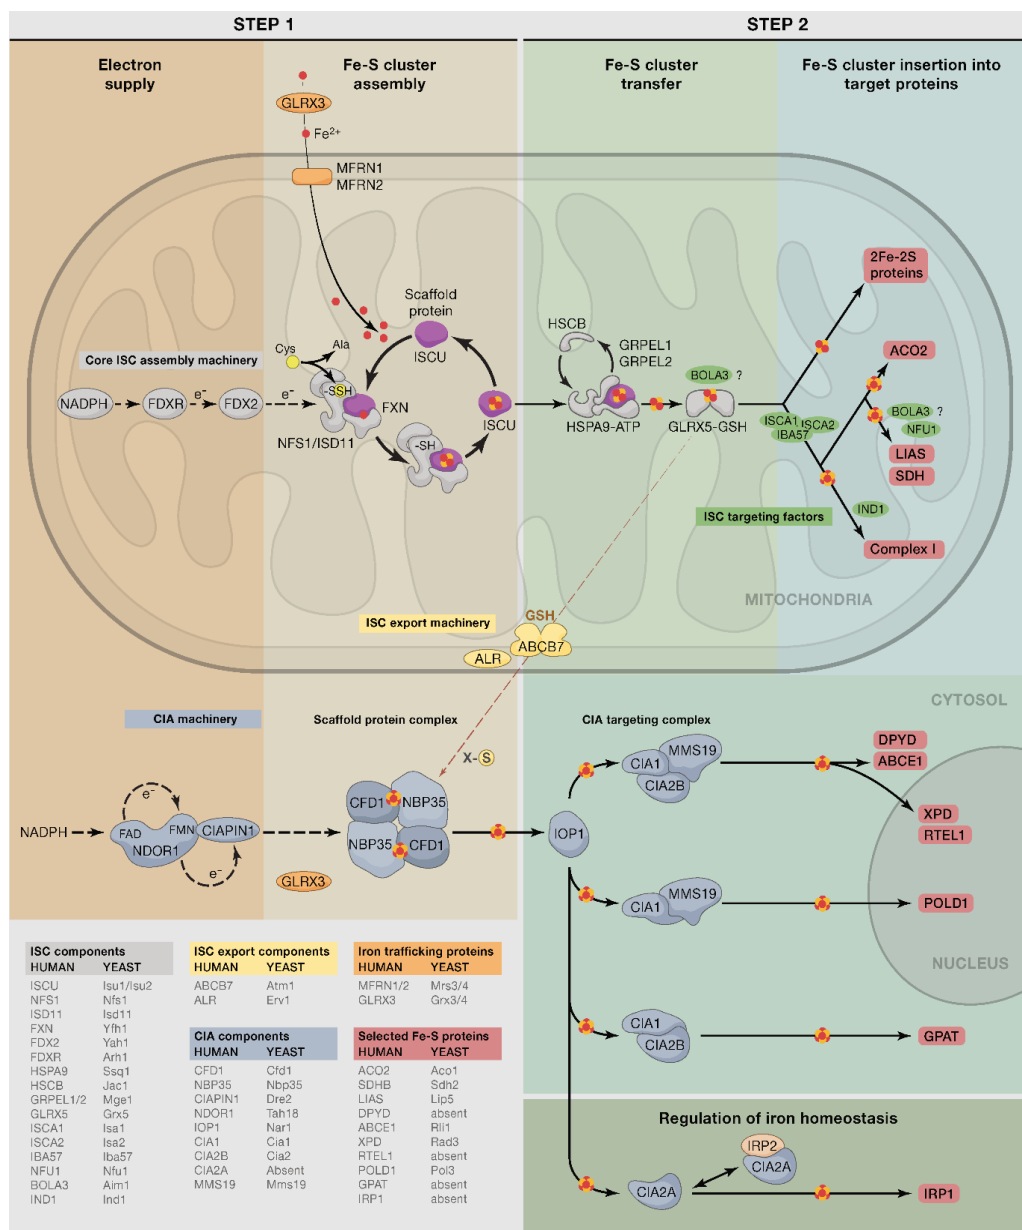 STEP 1
STEP 2
Electron
supply
Fe-S cluster
assembly
Fe-S cluster
transfer
Fe-S cluster insertion into
target proteins
GLRX3
Fe2+
MFRN1
MFRN2
2Fe-2S
proteins
Scaffold
protein
ISCU
HSCB
GRPEL1
GRPEL2
ACO2
Core ISC assembly machinery
Cys
Ala
-SSH
FXN
NFS1/ISD11
-SH
ISCU
NADPH
FDXR
e-
FDX2
e-
HSPA9-ATP
BOLA3 ?
GLRX5-GSH
ISCA1
ISCA2
IBA57
BOLA3 ?
NFU1
LIAS
SDH
IND1
ISC targeting factors
Complex I
MITOCHONDRIA
ISC export machinery
GSH
ABCB7
ALR
CYTOSOL
CIA machinery
Scaffold protein complex
CIA targeting complex
X-S
DPYD
ABCE1
CIA1
MMS19
CIA2B
e-
NADPH
FAD
FMN
NDOR1
CIAPIN1
e-
GLRX3
CFD1
NBP35
NBP35
CFD1
IOP1
XPD
RTEL1
CIA1
MMS19
POLD1
NUCLEUS
CIA1
CIA2B
GPAT
Regulation of iron homeostasis
IRP2
CIA2A
CIA2A
IRP1
ISC components
HUMAN YEAST
ISCU Isu1/Isu2
NFS1 Nfs1
ISD11 Isd11
FXN Yfh1
FDX2 Yah1
FDXR Arh1
HSPA9 Ssq1
HSCB Jac1
GRPEL1/2 Mge1
GLRX5 Grx5
ISCA1 Isa1
ISCA2 Isa2
IBA57 Iba57
NFU1 Nfu1
BOLA3 Aim1
IND1 Ind1
ISC export components
HUMAN YEAST
ABCB7 Atm1
ALR Erv1
CIA components
HUMAN YEAST
CFD1 Cfd1
NBP35 Nbp35
CIAPIN1 Dre2
NDOR1 Tah18
IOP1 Nar1
CIA1 Cia1
CIA2B Cia2
CIA2A Absent
MMS19 Mms19
Iron trafficking proteins
HUMAN YEAST
MFRN1/2 Mrs3/4
GLRX3 Grx3/4
Selected Fe-S proteins
HUMAN YEAST
ACO2 Aco1
SDHB Sdh2
LIAS Lip5
DPYD absent
ABCE1 Rli1
XPD Rad3
RTEL1 absent
POLD1 Pol3
GPAT absent
IRP1 absent